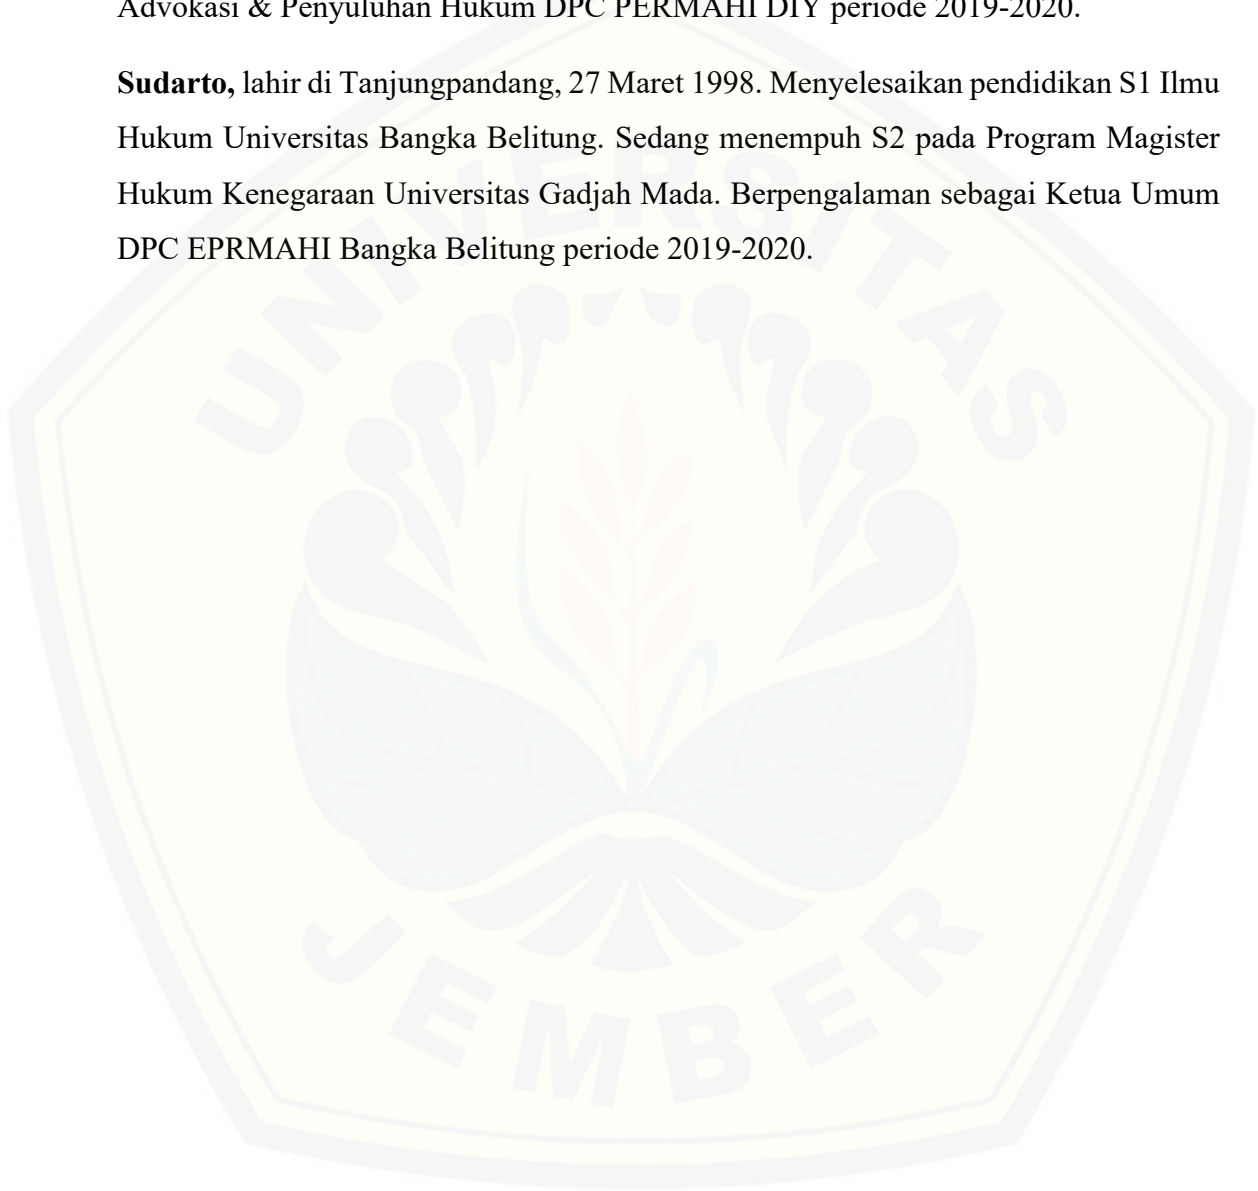 Advokasi & Penyuluhan Hukum DPC PERMAHI DIY periode 2019-2020.
Sudarto, lahir di Tanjungpandang, 27 Maret 1998. Menyelesaikan pendidikan S1 Ilmu
Hukum Universitas Bangka Belitung. Sedang menempuh S2 pada Program Magister
Hukum Kenegaraan Universitas Gadjah Mada. Berpengalaman sebagai Ketua Umum
DPC EPRMAHI Bangka Belitung periode 2019-2020.
UNIVERSITAS
JEMBER